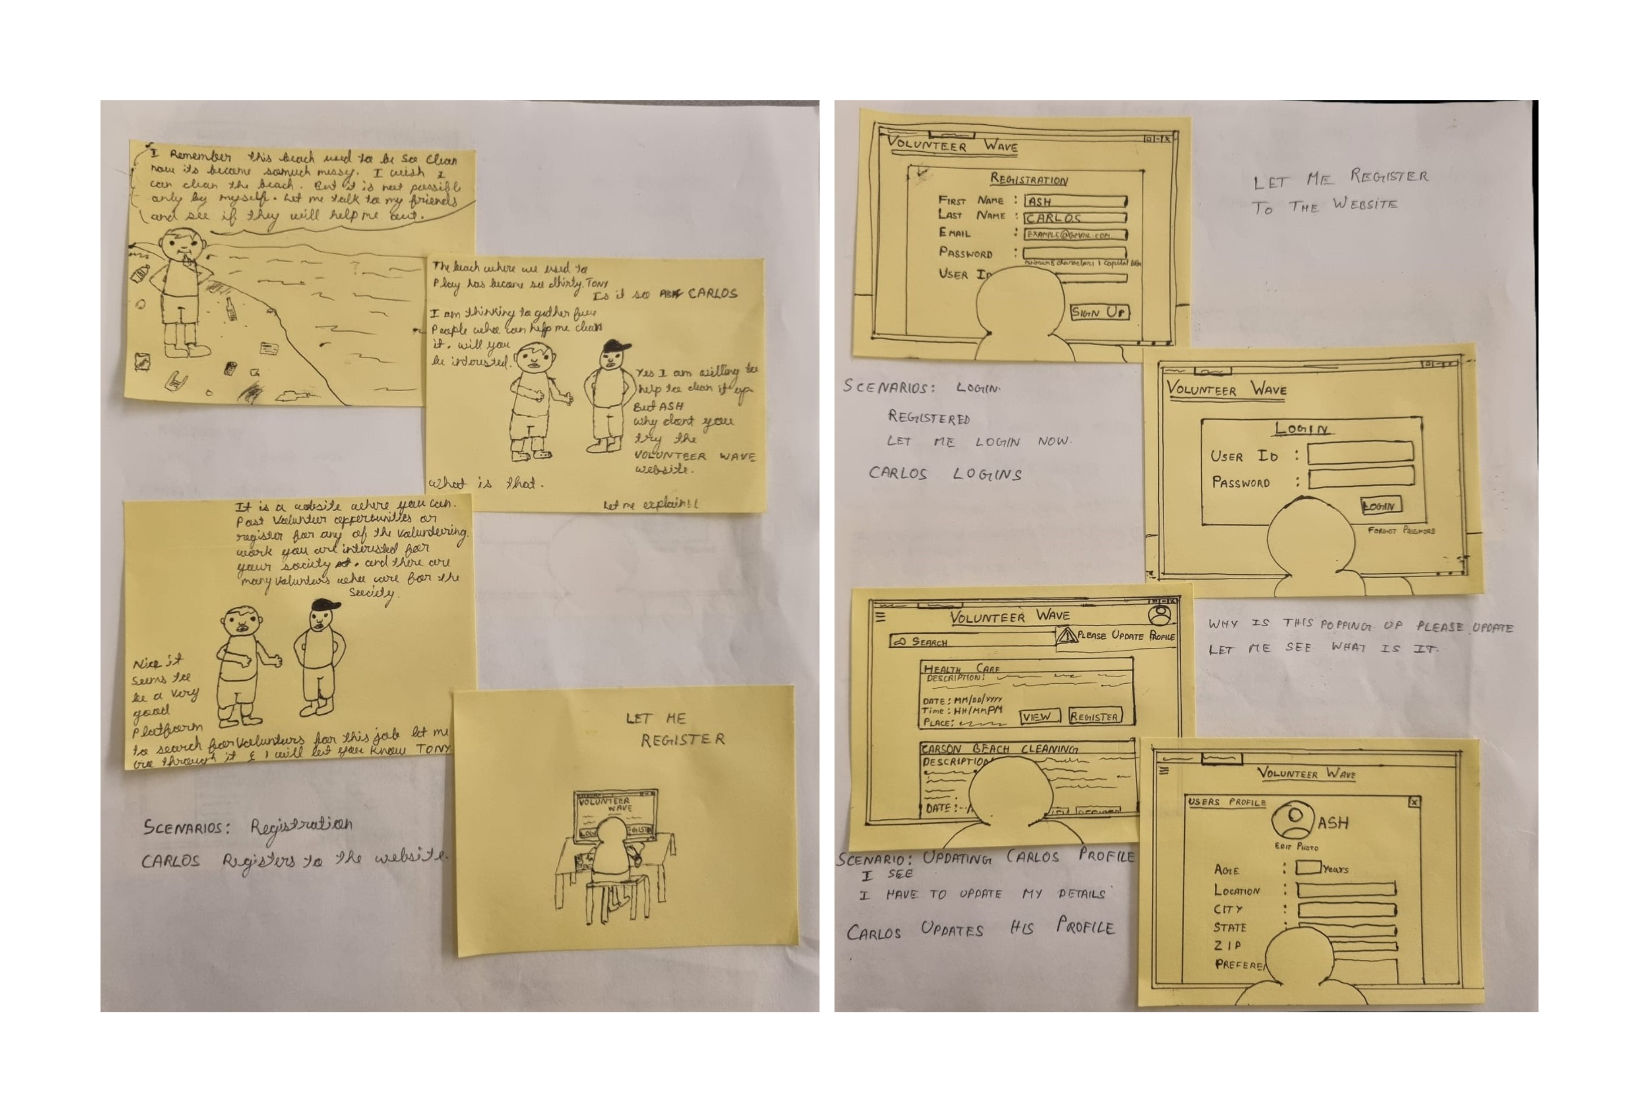 I Remember this beach used to be so clean
now its became somuch messy. I wish I
can clean the beach. But it is not possible
only by myself. Let me talk to my friends
and see if they will help me out.
The beach where we used to
Play has became so dhirty TONY
Is it so CARLOS
I am thinking to gather few
People who can help me clean
it. will you
be intrested.
Yes I am willing to
help to clean it up
But ASH
why dont you
try the
VOLUNTEER WAVE
website.
What is that.
Let me explain!!
It is a website where you can
Post Voluntur oppertunities or
register for any of the Volunteering
work you are interested for
your society and there are
many Volunturs who care for the
Society.
Nice it
seems to
be a very
good
Platform
to search for Volunturs for this job let me
go through it & I will let you know TONY
LET ME
REGISTER
VOLUNTEER
WAVE
SCENARIOS: Registration
CARLOS Registers to the website.
VOLUNTEER WAVE
REGISTRATION
FIRST NAME : ASH
LAST NAME : CARLOS
EMAIL : EXAMPLE@GMAIL.COM
PASSWORD :
USER ID
SIGN UP
LET ME REGISTER
TO THE WEBSITE
SCENARIOS: LOGIN.
REGISTERED
LET ME LOGIN NOW.
CARLOS LOGINS
VOLUNTEER WAVE
LOGIN
USER ID :
PASSWORD :
LOGIN
FORGOT PASSWORD
VOLUNTEER WAVE
SEARCH
PLEASE UPDATE PROFILE
HEALTH CARE
DESCRIPTION:
DATE: MM/DD/YYYY
Time: HH/MM PM
PLACE:
VIEW
REGISTER
CARSON BEACH CLEANING
DESCRIPTION
DATE:
WHY IS THIS POPPING UP PLEASE UPDATE
LET ME SEE WHAT IS IT.
SCENARIO: UPDATING CARLOS PROFILE
I SEE
I HAVE TO UPDATE MY DETAILS
CARLOS UPDATES HIS PROFILE
VOLUNTEER WAVE
USERS PROFILE
X
ASH
EDIT PHOTO
AGE : Years
LOCATION :
CITY :
STATE :
ZIP
PREFERE